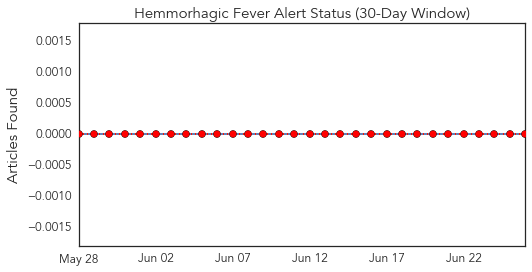 Hemmorhagic Fever Alert Status (30-Day Window)
Articles Found
0.0015
0.0010
0.0005
0.0000
−0.0005
−0.0010
−0.0015
May 28 Jun 02 Jun 07 Jun 12 Jun 17 Jun 22